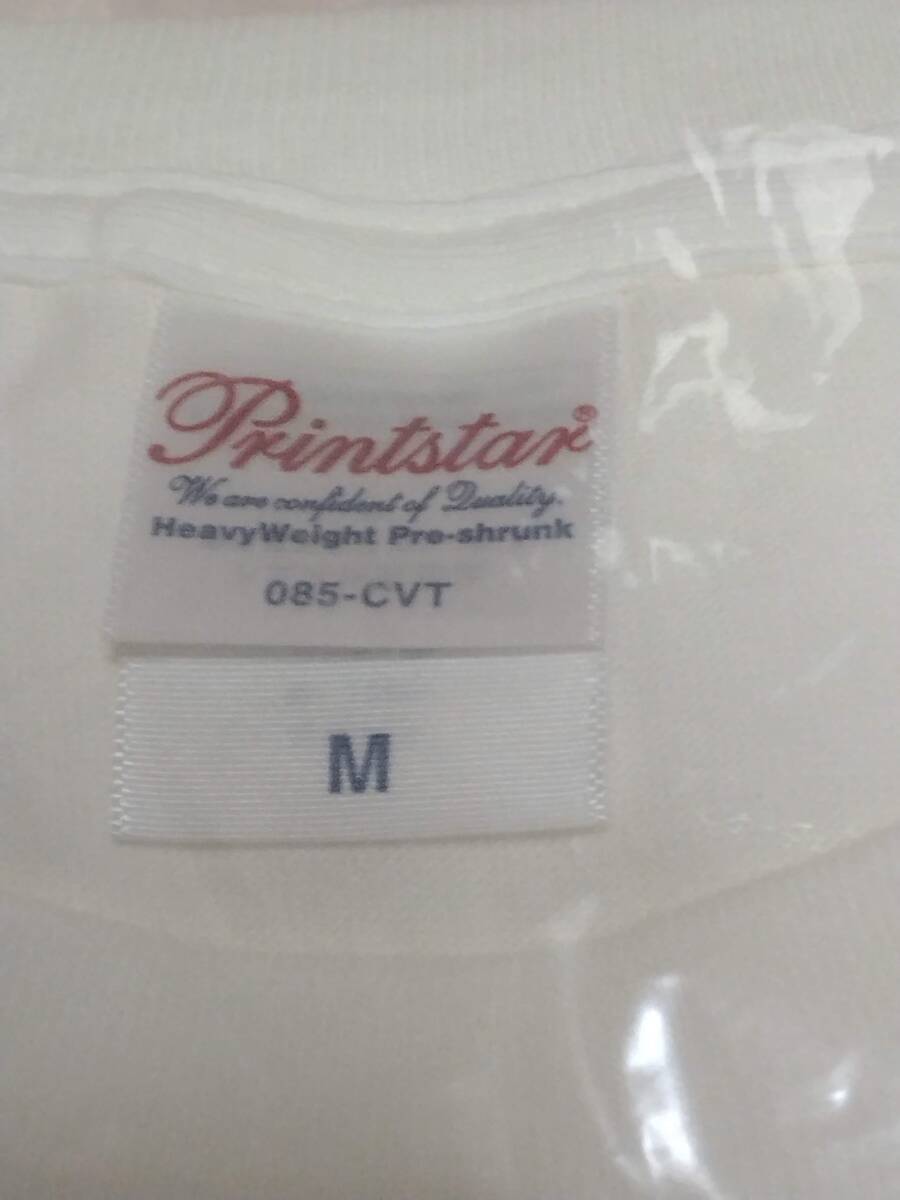 Printstar®
We are confident of Quality.
HeavyWeight Pre-shrunk
085-CVT
M